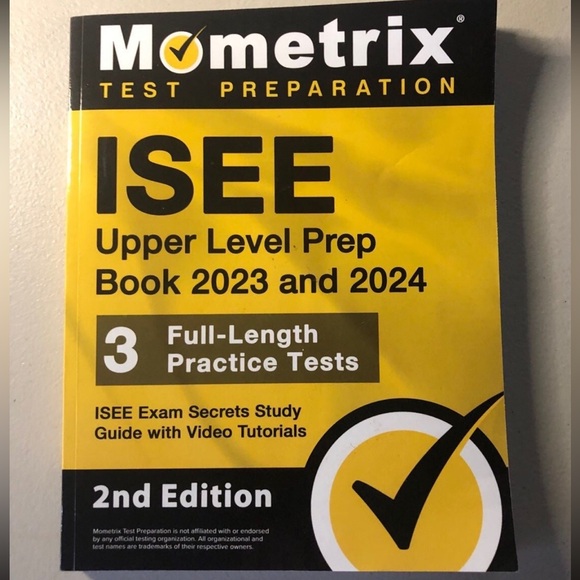 Mometrix®
TEST PREPARATION
ISEE
Upper Level Prep
Book 2023 and 2024
3 Full-Length
Practice Tests
ISEE Exam Secrets Study
Guide with Video Tutorials
2nd Edition
Mometrix Test Preparation is not affiliated with or endorsed
by any official testing organization. All organizational and
test names are trademarks of their respective owners.